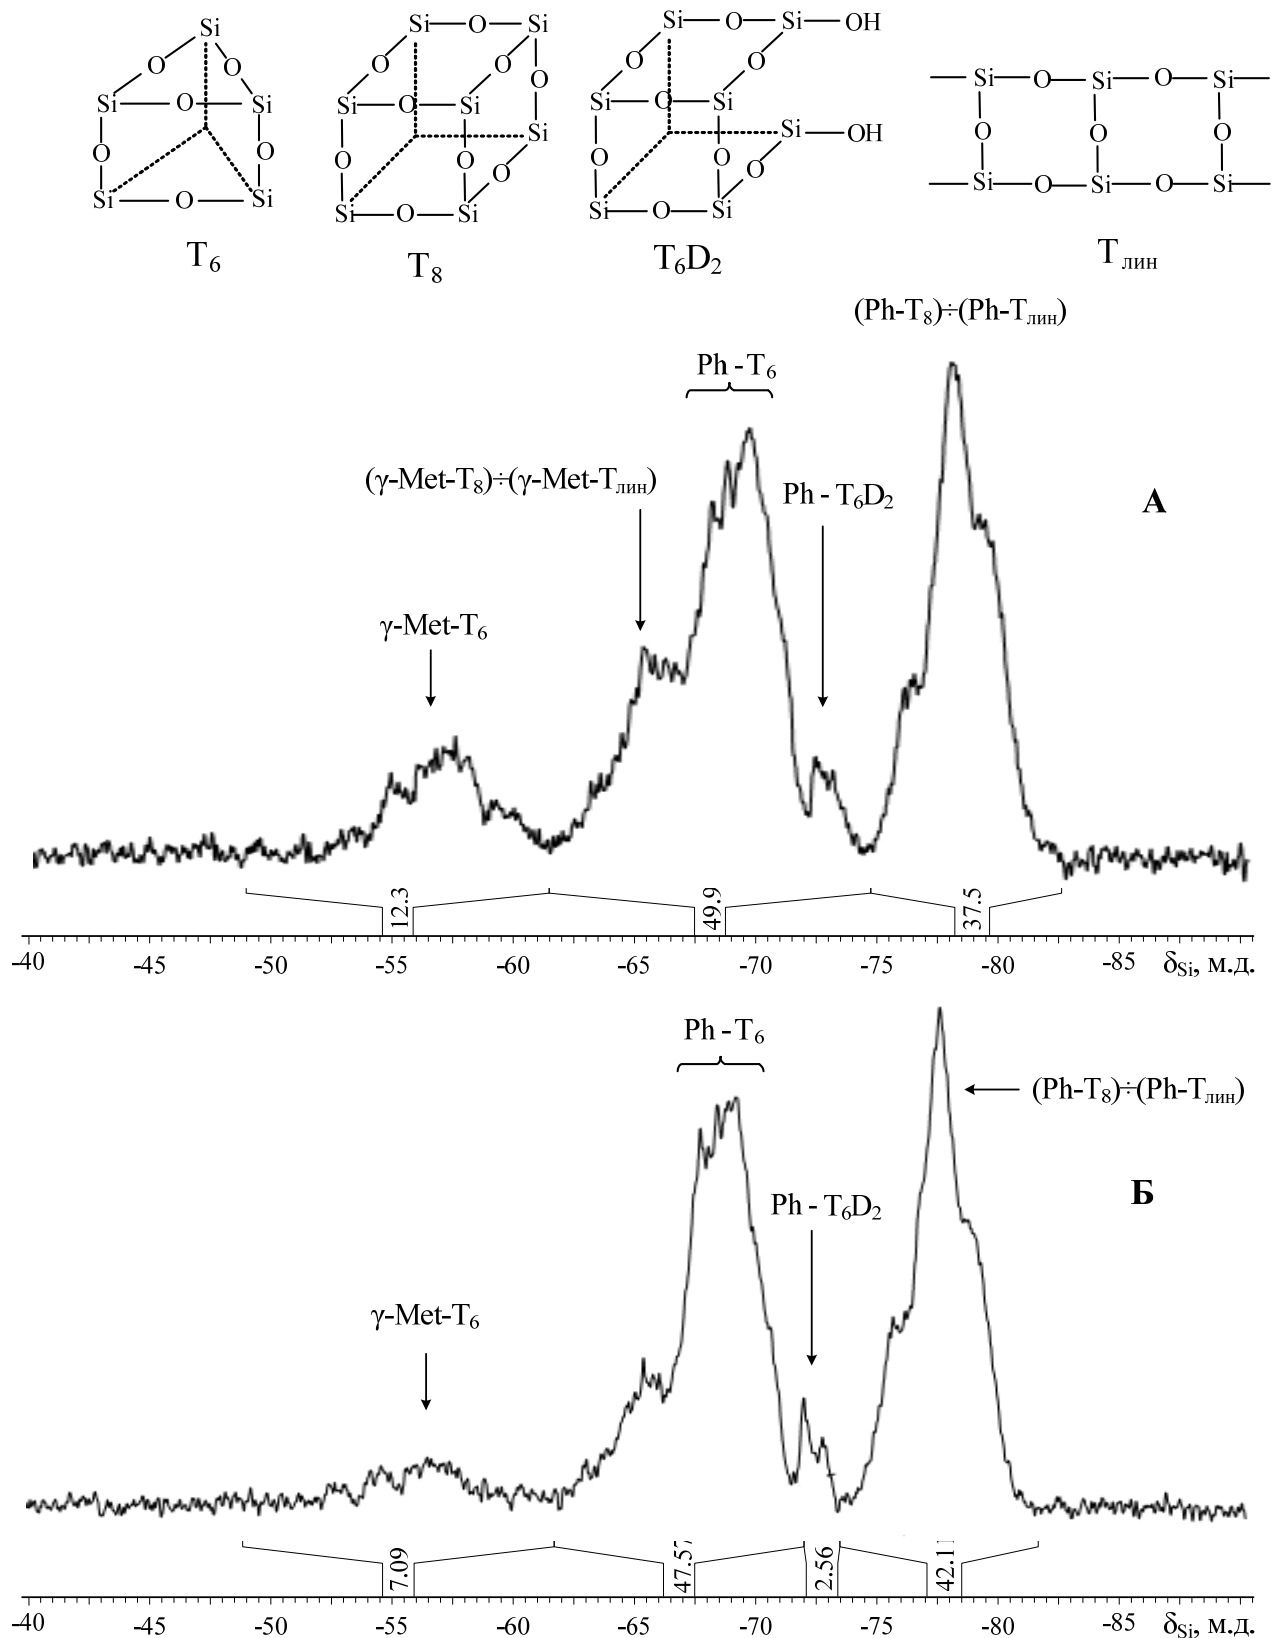 Si Si—O—Si Si—O—Si—OH
O O O O O O O
Si—O—Si Si—O—Si Si—O—Si Si—OH Si—O—Si—O—Si
O O O O Si O O O O O O
Si—O—Si Si—O—Si Si—O—Si Si—O—Si—O—Si
T₆ T₈ T₆D₂ Tлин
(Ph-T₈)÷(Ph-Tлин)
Ph - T₆
(γ-Met-T₈)÷(γ-Met-Tлин)
Ph - T₆D₂
А
γ-Met-T₆
12.3 49.9 37.5
-40 -45 -50 -55 -60 -65 -70 -75 -80 -85 δSi, м.д.
Ph - T₆
(Ph-T₈)÷(Ph-Tлин)
Б
Ph - T₆D₂
γ-Met-T₆
7.09 47.57 2.56 42.11
-40 -45 -50 -55 -60 -65 -70 -75 -80 -85 δSi, м.д.